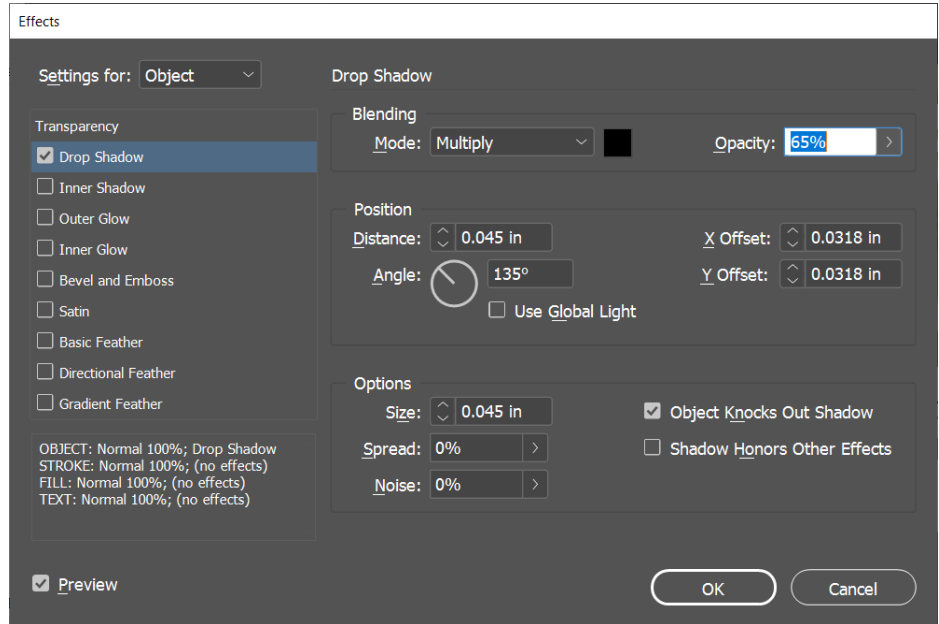 Effects
Settings for: Object
Transparency
Drop Shadow
Inner Shadow
Outer Glow
Inner Glow
Bevel and Emboss
Satin
Basic Feather
Directional Feather
Gradient Feather
OBJECT: Normal 100%; Drop Shadow
STROKE: Normal 100%; (no effects)
FILL: Normal 100%; (no effects)
TEXT: Normal 100%; (no effects)
Preview
Drop Shadow
Blending
Mode: Multiply Opacity: 65%
Position
Distance: 0.045 in X Offset: 0.0318 in
Angle: 135° Y Offset: 0.0318 in
Use Global Light
Options
Size: 0.045 in Object Knocks Out Shadow
Spread: 0% Shadow Honors Other Effects
Noise: 0%
OK Cancel